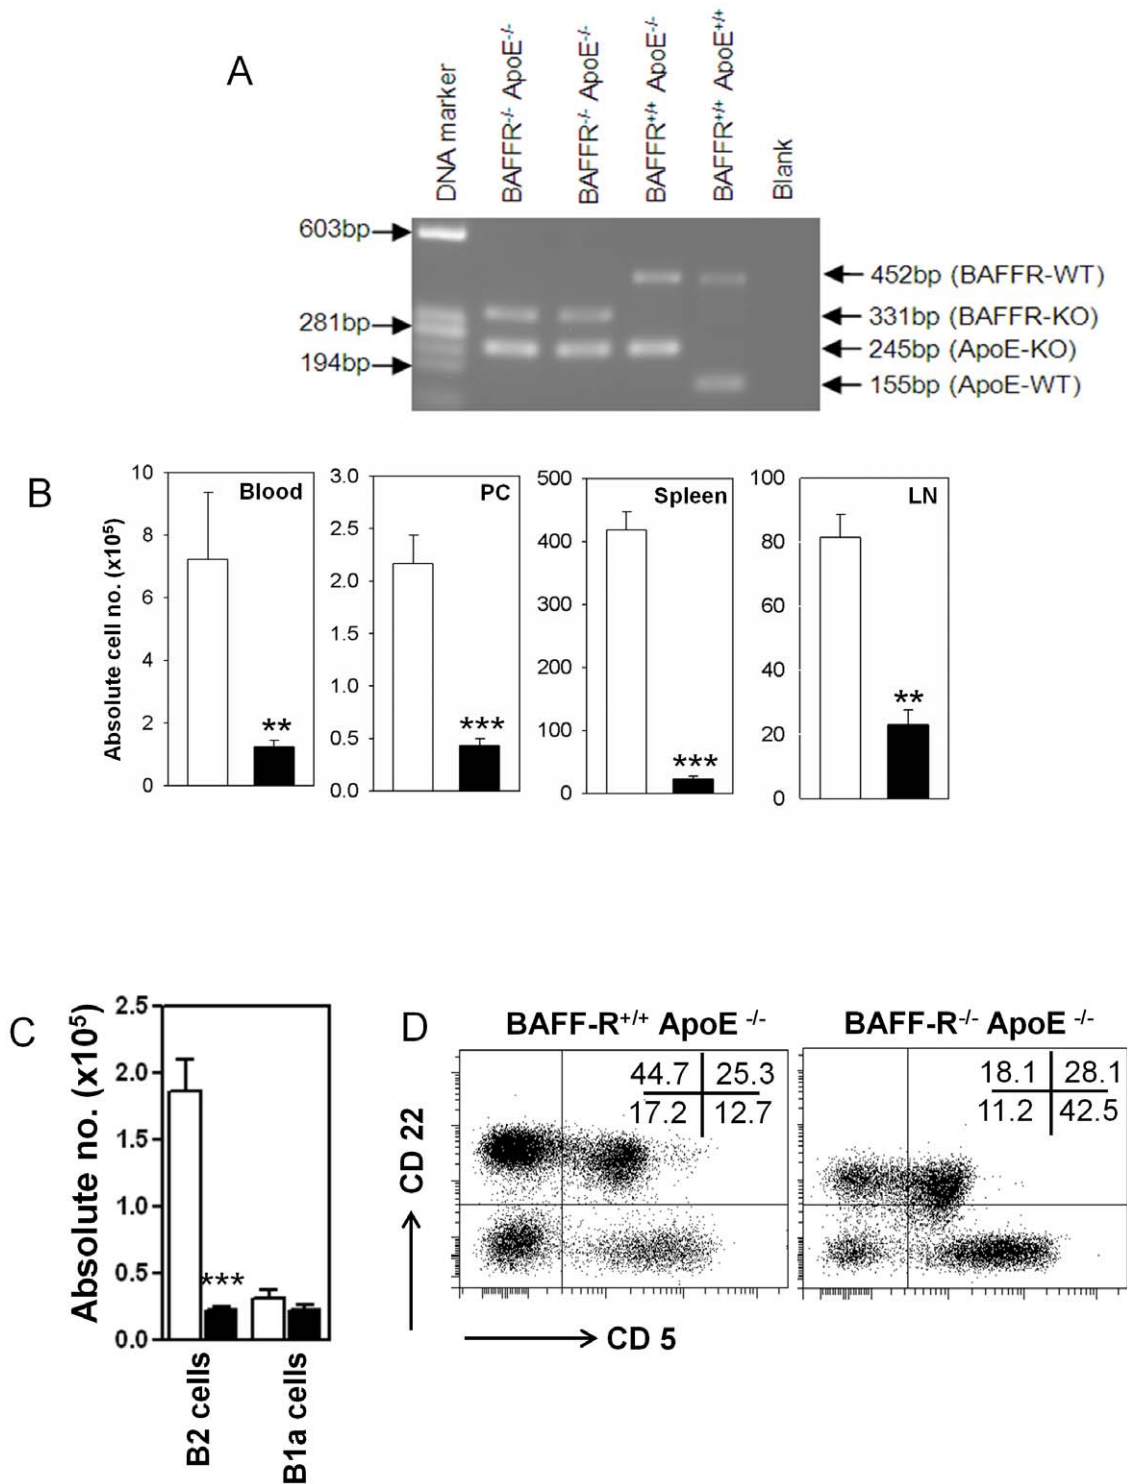 A
DNA marker
BAFFR-/- ApoE-/-
BAFFR-/- ApoE-/-
BAFFR+/+ ApoE-/-
BAFFR+/+ ApoE+/+
Blank
603bp
281bp
194bp
452bp (BAFFR-WT)
331bp (BAFFR-KO)
245bp (ApoE-KO)
155bp (ApoE-WT)
B
Absolute cell no. (x10⁵)
10
8
6
4
2
0
Blood
**
3.0
2.5
2.0
1.5
1.0
0.5
0.0
PC
***
500
400
300
200
100
0
Spleen
***
100
80
60
40
20
0
LN
**
C
Absolute no. (x10⁵)
2.5
2.0
1.5
1.0
0.5
0.0
***
B2 cells
B1a cells
D
BAFF-R+/+ ApoE -/-
44.7 25.3
17.2 12.7
BAFF-R-/- ApoE -/-
18.1 28.1
11.2 42.5
CD 22
CD 5